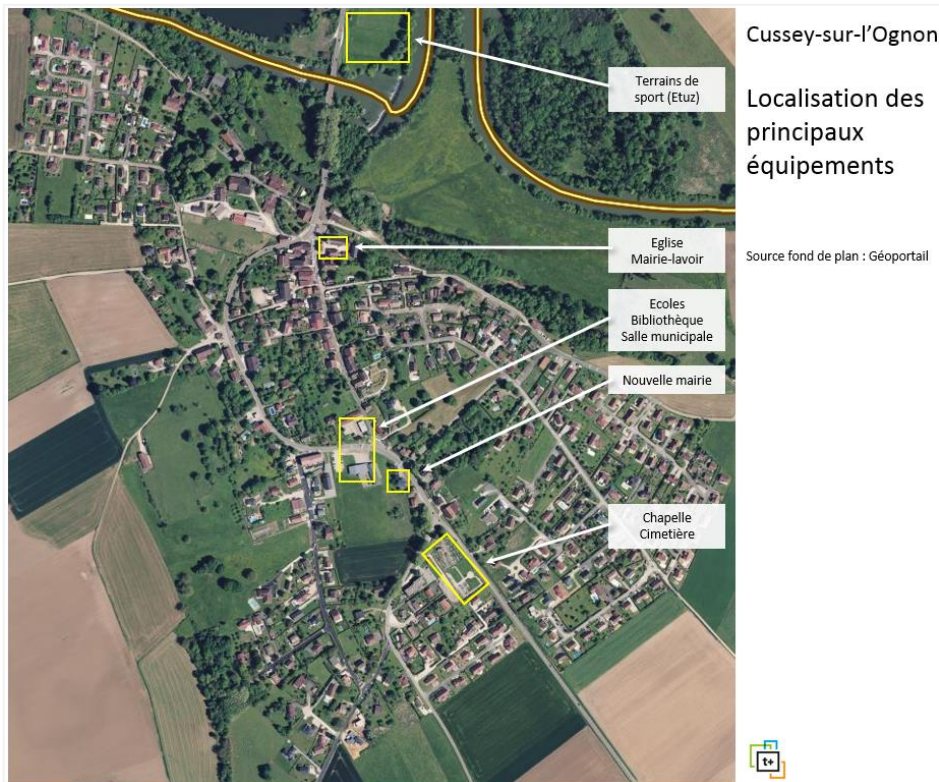 Cussey-sur-l'Ognon
Localisation des
principaux
équipements
Source fond de plan : Géoportail
Terrains de
sport (Etuz)
Eglise
Mairie-lavoir
Ecoles
Bibliothèque
Salle municipale
Nouvelle mairie
Chapelle
Cimetière
t+